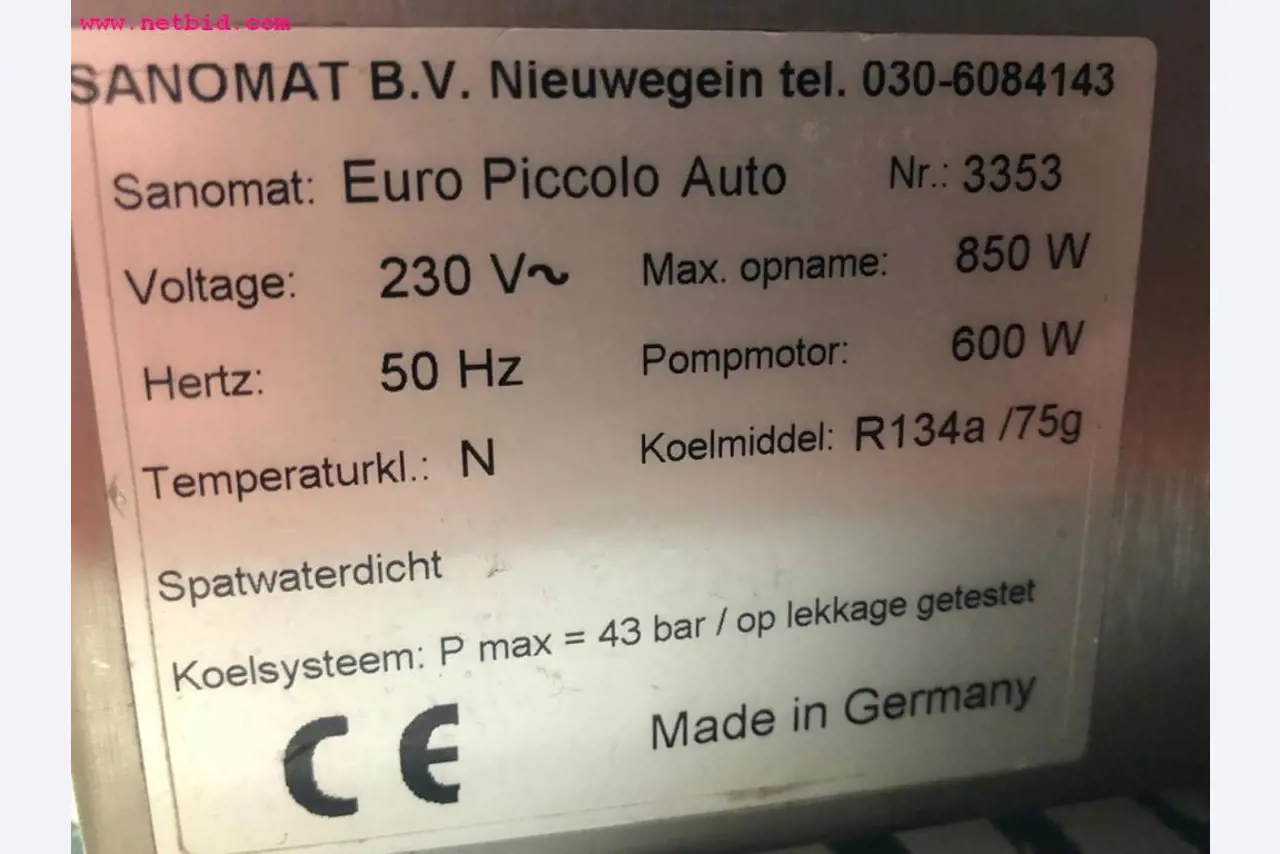 www.netbid.com
SANOMAT B.V. Nieuwegein tel. 030-6084143
Sanomat: Euro Piccolo Auto Nr.: 3353
Voltage: 230 V~ Max. opname: 850 W
Hertz: 50 Hz Pompmotor: 600 W
Temperaturkl.: N Koelmiddel: R134a /75g
Spatwaterdicht
Koelsysteem: P max = 43 bar / op lekkage getestet
CE Made in Germany